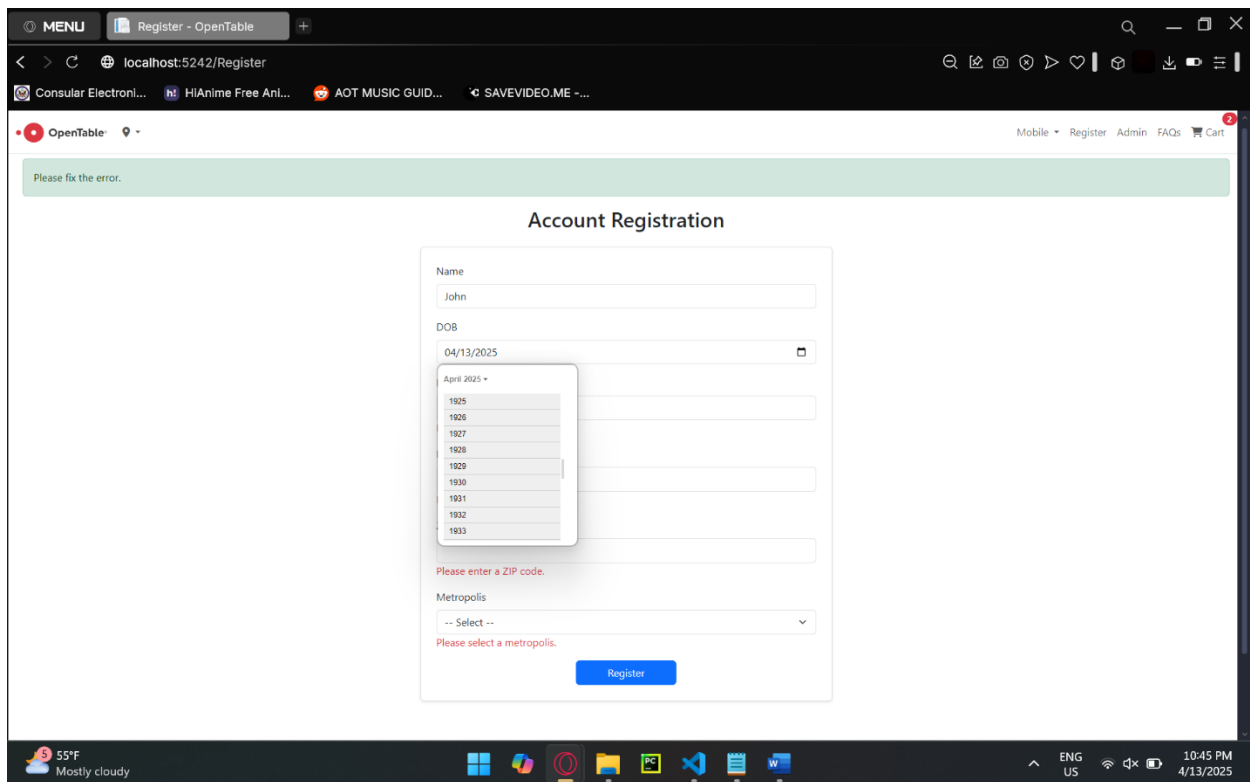 MENU
Register - OpenTable
localhost:5242/Register
Consular Electroni...
h! HiAnime Free Ani...
AOT MUSIC GUID...
SAVEVIDEO.ME -...
OpenTable
Mobile Register Admin FAQs Cart
2
Please fix the error.
Account Registration
Name
John
DOB
04/13/2025
April 2025
1925
1926
1927
1928
1929
1930
1931
1932
1933
Please enter a ZIP code.
Metropolis
-- Select --
Please select a metropolis.
Register
5
55°F
Mostly cloudy
PC
ENG
US
10:45 PM
4/13/2025